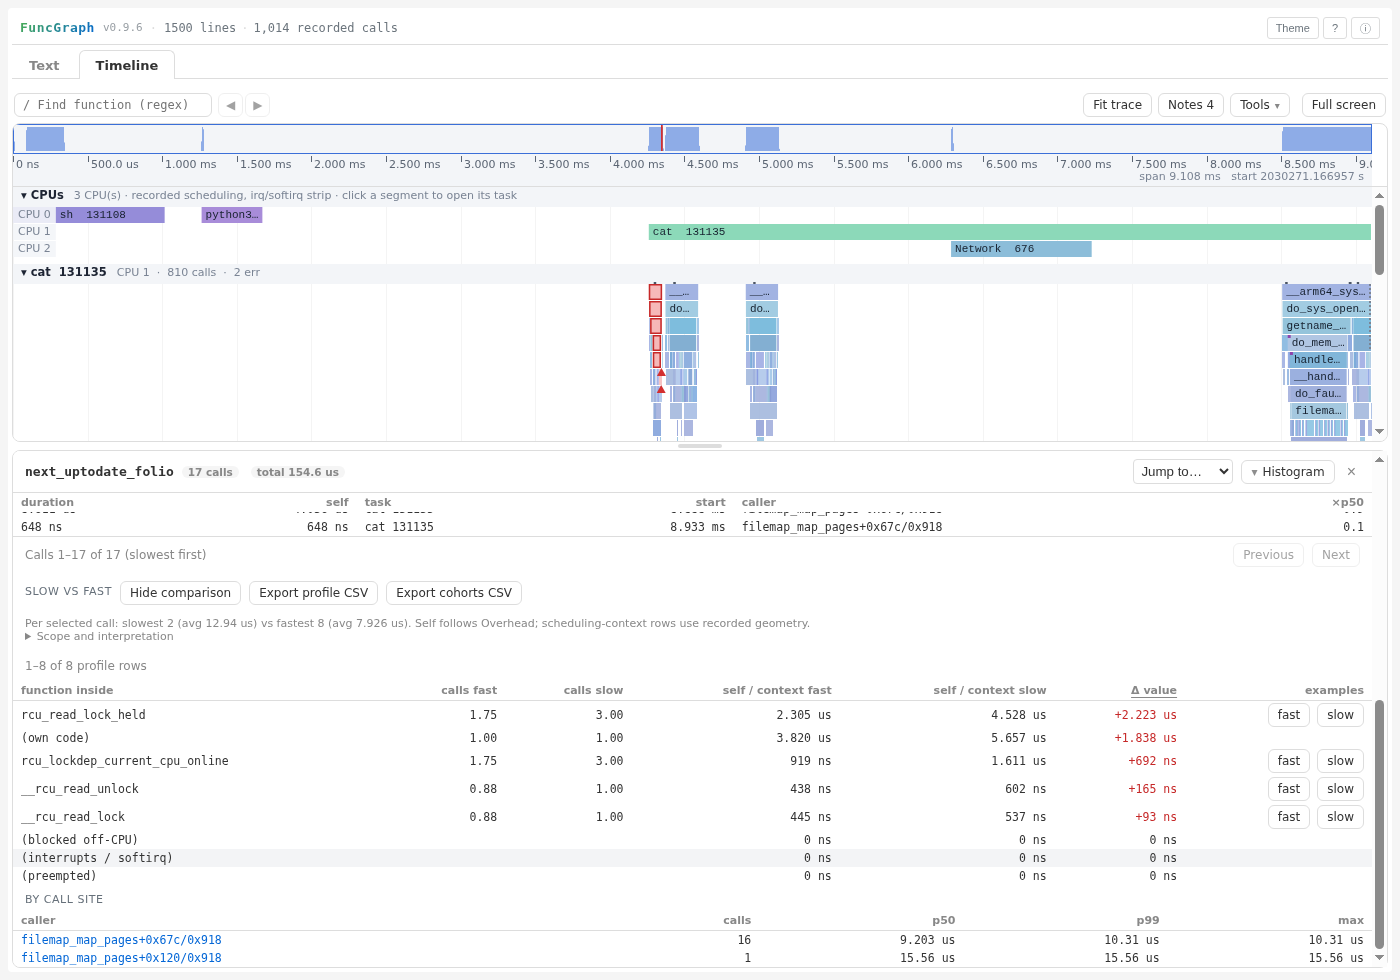 FuncGraph v0.9.6 · 1500 lines · 1,014 recorded calls Theme ? ⓘ
Text Timeline
/ Find function (regex) ◀ ▶ Fit trace Notes 4 Tools ▾ Full screen
0 ns 500.0 us 1.000 ms 1.500 ms 2.000 ms 2.500 ms 3.000 ms 3.500 ms 4.000 ms 4.500 ms 5.000 ms 5.500 ms 6.000 ms 6.500 ms 7.000 ms 7.500 ms 8.000 ms 8.500 ms 9.0
span 9.108 ms start 2030271.166957 s
▾ CPUs 3 CPU(s) · recorded scheduling, irq/softirq strip · click a segment to open its task
CPU 0 sh 131108 python3…
CPU 1 cat 131135
CPU 2 Network 676
▾ cat 131135 CPU 1 · 810 calls · 2 err
__… __… __arm64_sys…
do… do… do_sys_open…
getname_…
do_mem_…
handle…
__hand…
do_fau…
filema…
next_uptodate_folio 17 calls total 154.6 us Jump to… ▾ Histogram ×
duration self task start caller ×p50
648 ns 648 ns cat 131135 8.933 ms filemap_map_pages+0x67c/0x918 0.1
Calls 1–17 of 17 (slowest first) Previous Next
SLOW VS FAST Hide comparison Export profile CSV Export cohorts CSV
Per selected call: slowest 2 (avg 12.94 us) vs fastest 8 (avg 7.926 us). Self follows Overhead; scheduling-context rows use recorded geometry.
▶ Scope and interpretation
1–8 of 8 profile rows
function inside calls fast calls slow self / context fast self / context slow Δ value examples
rcu_read_lock_held 1.75 3.00 2.305 us 4.528 us +2.223 us fast slow
(own code) 1.00 1.00 3.820 us 5.657 us +1.838 us
rcu_lockdep_current_cpu_online 1.75 3.00 919 ns 1.611 us +692 ns fast slow
__rcu_read_unlock 0.88 1.00 438 ns 602 ns +165 ns fast slow
__rcu_read_lock 0.88 1.00 445 ns 537 ns +93 ns fast slow
(blocked off-CPU) 0 ns 0 ns 0 ns
(interrupts / softirq) 0 ns 0 ns 0 ns
(preempted) 0 ns 0 ns 0 ns
BY CALL SITE
caller calls p50 p99 max
filemap_map_pages+0x67c/0x918 16 9.203 us 10.31 us 10.31 us
filemap_map_pages+0x120/0x918 1 15.56 us 15.56 us 15.56 us